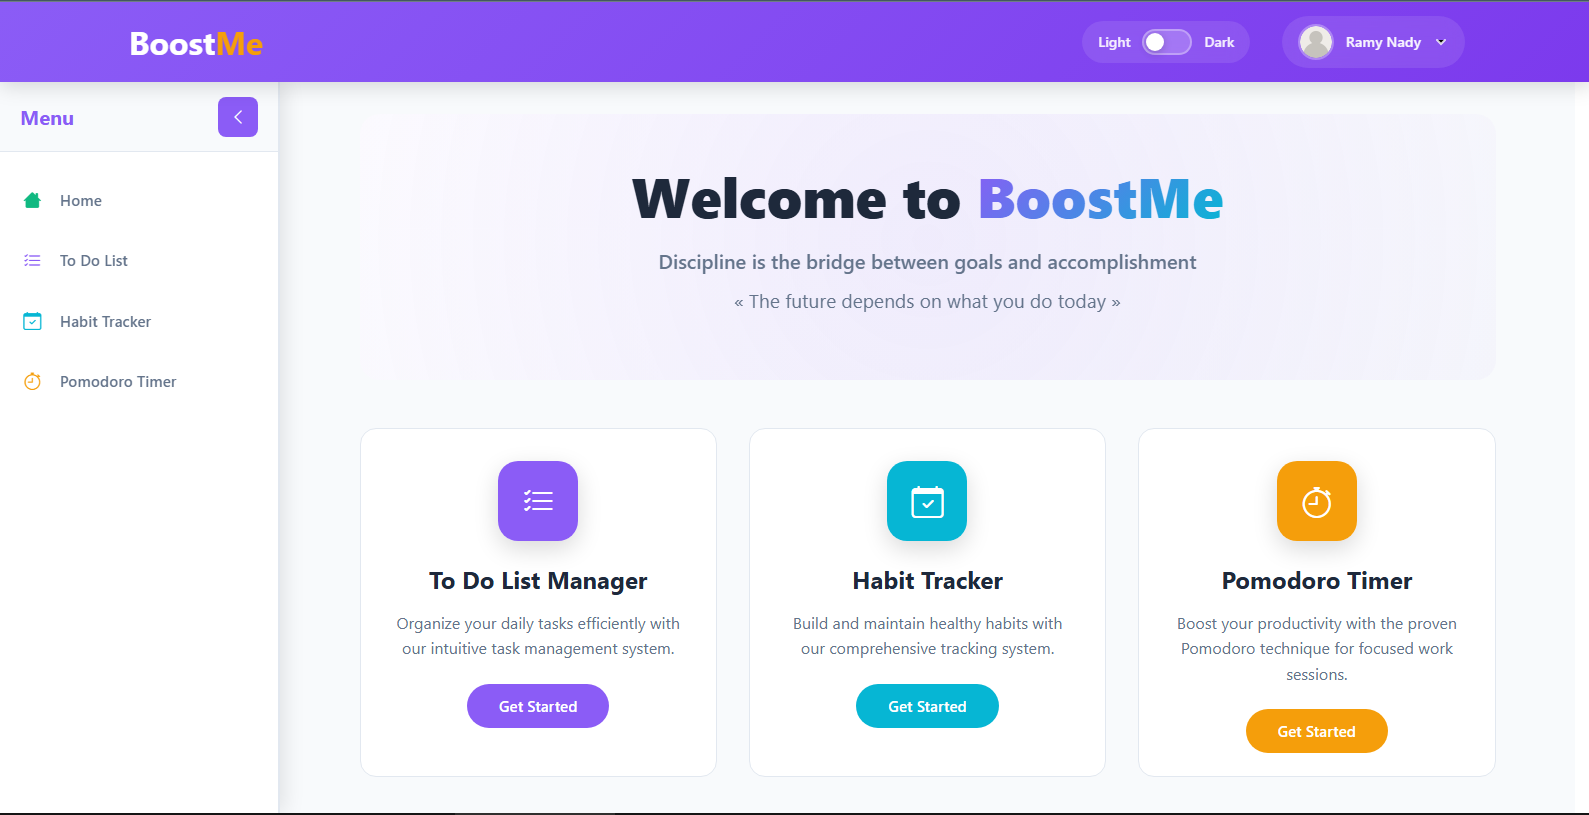 BoostMe
Light
Dark
Ramy Nady
Menu
Home
To Do List
Habit Tracker
Pomodoro Timer
Welcome to BoostMe
Discipline is the bridge between goals and accomplishment
« The future depends on what you do today »
To Do List Manager
Organize your daily tasks efficiently with
our intuitive task management system.
Get Started
Habit Tracker
Build and maintain healthy habits with
our comprehensive tracking system.
Get Started
Pomodoro Timer
Boost your productivity with the proven
Pomodoro technique for focused work
sessions.
Get Started